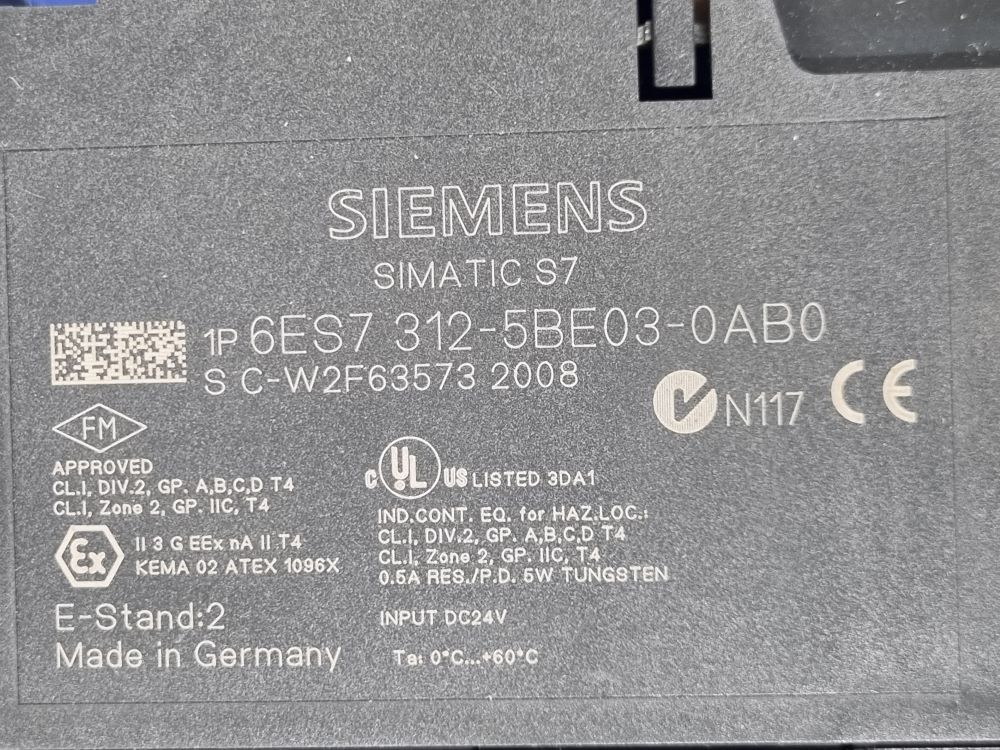 SIEMENS
SIMATIC S7
1P 6ES7 312-5BE03-0AB0
S C-W2F63573 2008
N117 CE
FM
APPROVED
CL.I, DIV.2, GP. A,B,C,D T4
CL.I, Zone 2, GP. IIC, T4
C UL US LISTED 3DA1
IND.CONT. EQ. for HAZ.LOC.:
CL.I, DIV.2, GP. A,B,C,D T4
CL.I, Zone 2, GP. IIC, T4
0.5A RES./P.D. 5W TUNGSTEN
Ex II 3 G EEx nA II T4
KEMA 02 ATEX 1096X
E-Stand:2
INPUT DC24V
Made in Germany
Ta: 0°C...+60°C